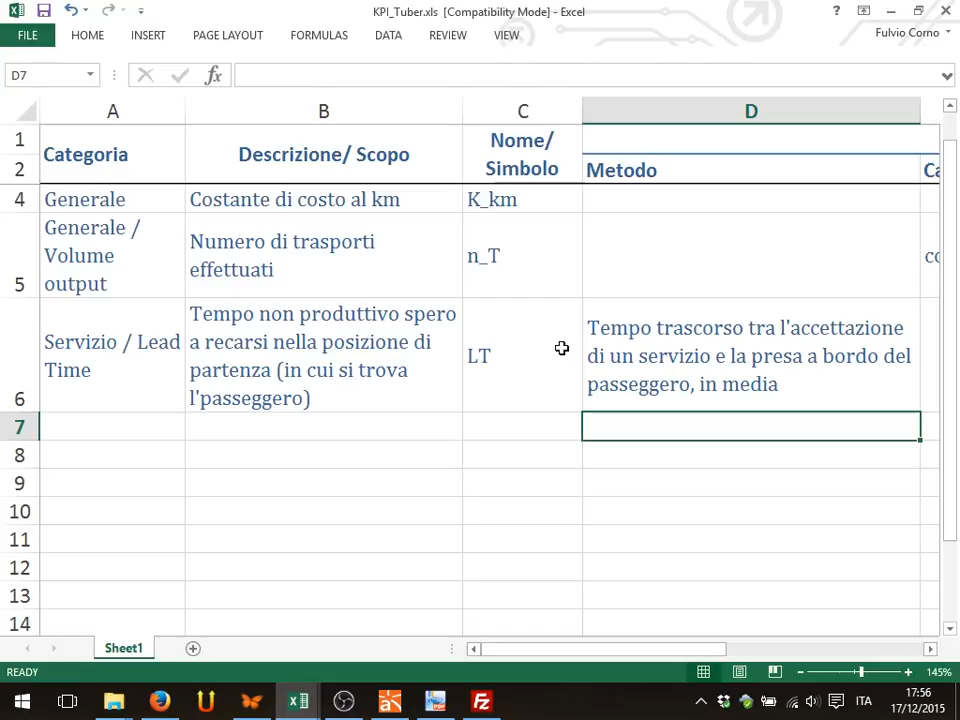 KPI_Tuber.xls [Compatibility Mode] - Excel
?
FILE HOME INSERT PAGE LAYOUT FORMULAS DATA REVIEW VIEW
Fulvio Corno
D7
fx
A B C D
1
2
Categoria
Descrizione/ Scopo
Nome/
Simbolo
Metodo
Ca
4 Generale Costante di costo al km K_km
5
Generale /
Volume
output
Numero di trasporti
effettuati
n_T
co
6
Servizio / Lead
Time
Tempo non produttivo spero
a recarsi nella posizione di
partenza (in cui si trova
l'passeggero)
LT
Tempo trascorso tra l'accettazione
di un servizio e la presa a bordo del
passeggero, in media
7
8
9
10
11
12
13
14
Sheet1
READY
145%
ITA
17:56
17/12/2015